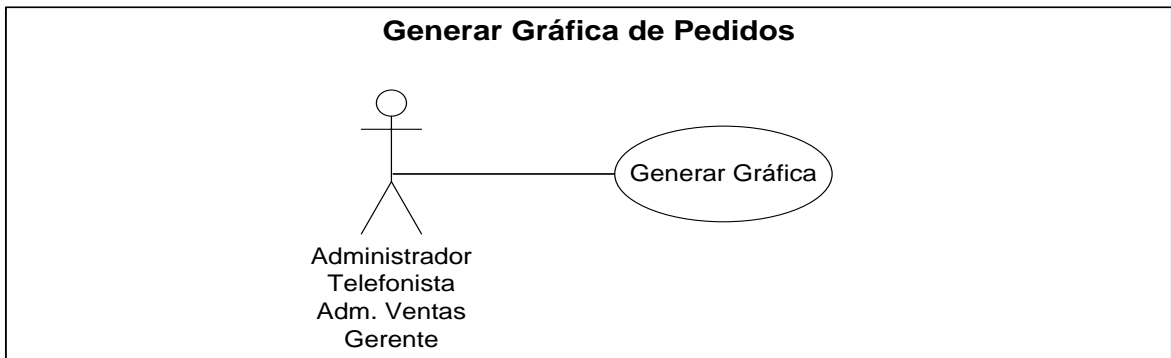 Generar Gráfica de Pedidos
Generar Gráfica
Administrador
Telefonista
Adm. Ventas
Gerente